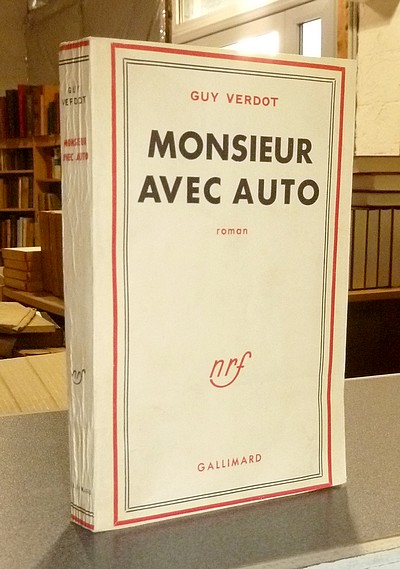 GUY VERDOT
MONSIEUR
AVEC AUTO
roman
nrf
GALLIMARD
GUY
VERDOT
MONSIEUR
AVEC AUTO
nrf